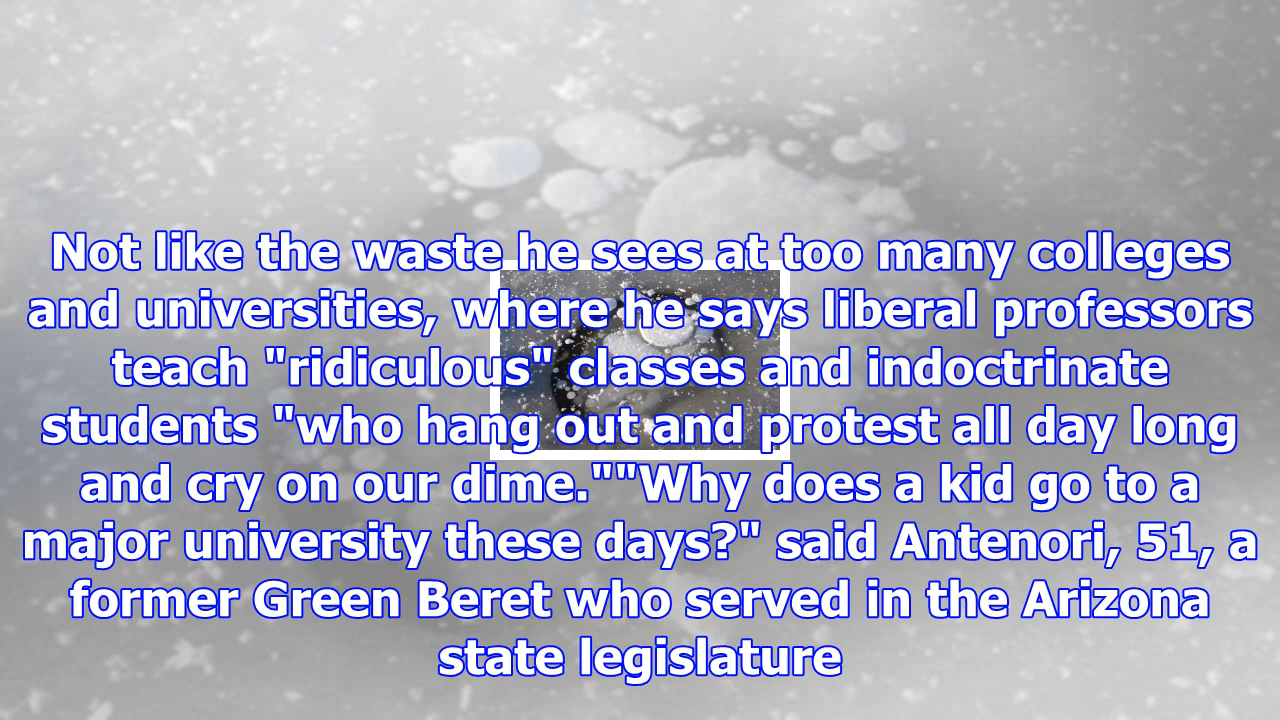 Not like the waste he sees at too many colleges
and universities, where he says liberal professors
teach "ridiculous" classes and indoctrinate
students "who hang out and protest all day long
and cry on our dime.""Why does a kid go to a
major university these days?" said Antenori, 51, a
former Green Beret who served in the Arizona
state legislature